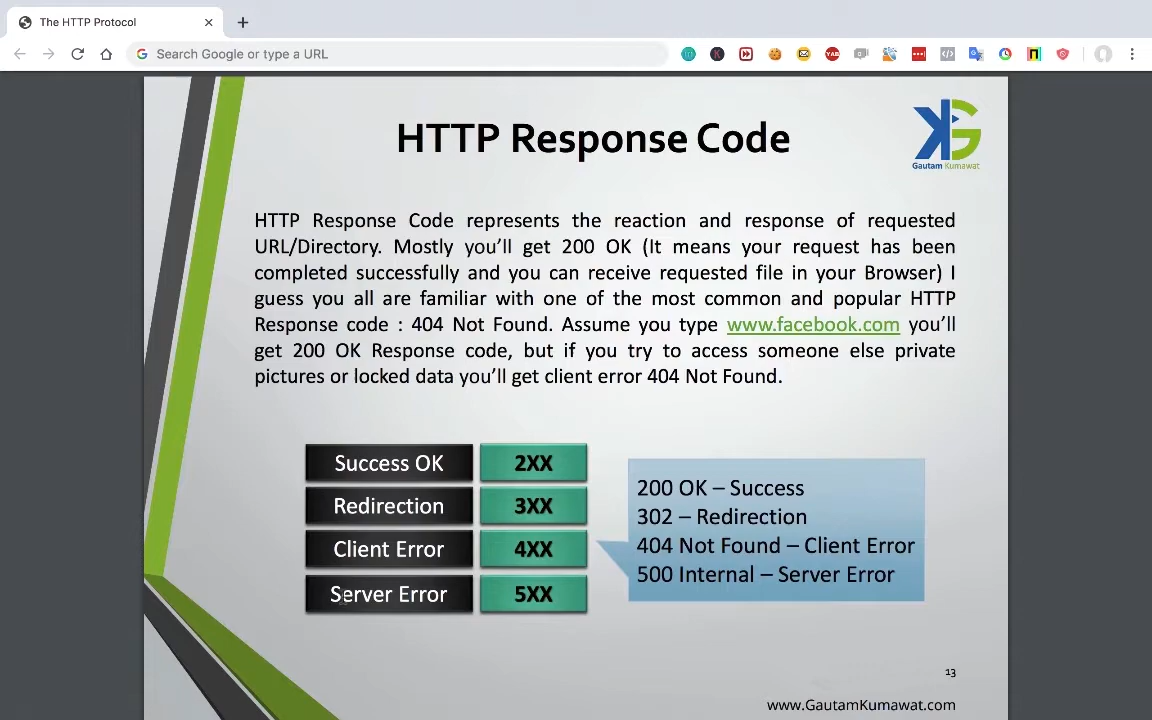 The HTTP Protocol
Search Google or type a URL
HTTP Response Code
Gautam Kumawat
HTTP Response Code represents the reaction and response of requested
URL/Directory. Mostly you'll get 200 OK (It means your request has been
completed successfully and you can receive requested file in your Browser) I
guess you all are familiar with one of the most common and popular HTTP
Response code : 404 Not Found. Assume you type www.facebook.com you'll
get 200 OK Response code, but if you try to access someone else private
pictures or locked data you'll get client error 404 Not Found.
Success OK 2XX
Redirection 3XX
Client Error 4XX
Server Error 5XX
200 OK – Success
302 – Redirection
404 Not Found – Client Error
500 Internal – Server Error
13
www.GautamKumawat.com